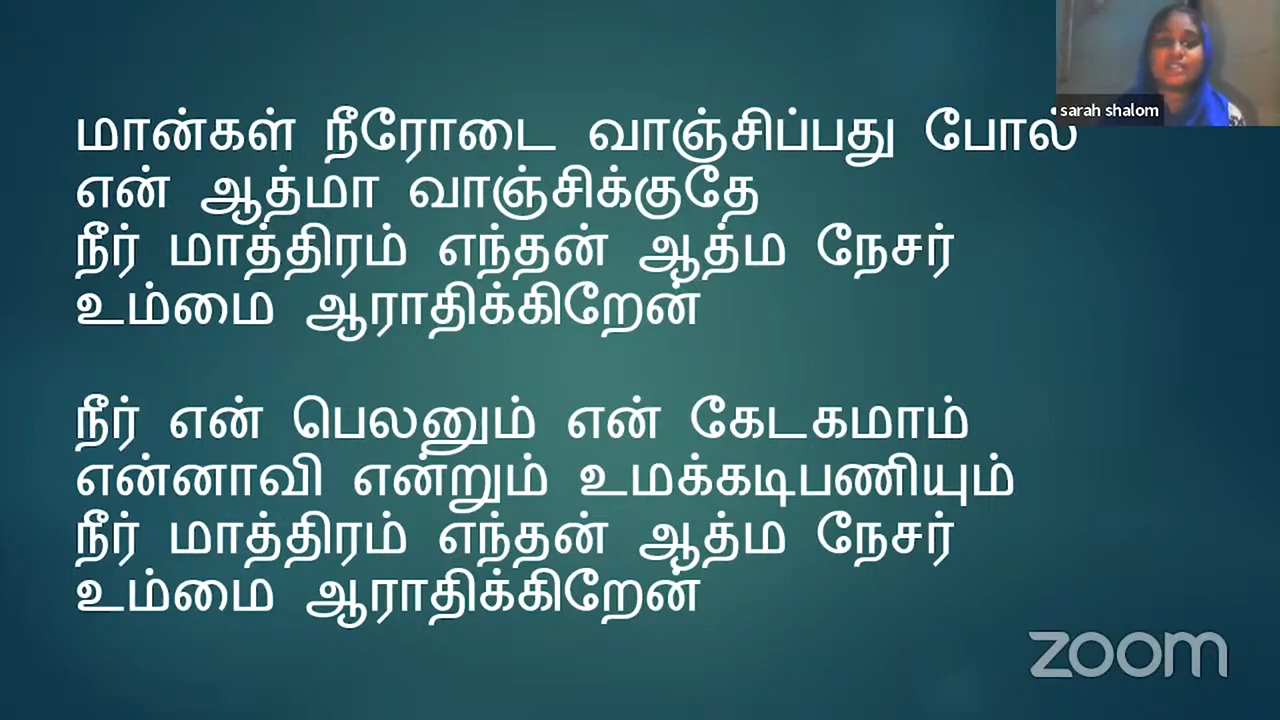 sarah shalom
மான்கள் நீரோடை வாஞ்சிப்பது போல
என் ஆத்மா வாஞ்சிக்குதே
நீர் மாத்திரம் எந்தன் ஆத்ம நேசர்
உம்மை ஆராதிக்கிறேன்
நீர் என் பெலனும் என் கேடகமாம்
என்னாவி என்றும் உமக்கடிபணியும்
நீர் மாத்திரம் எந்தன் ஆத்ம நேசர்
உம்மை ஆராதிக்கிறேன்
zoom